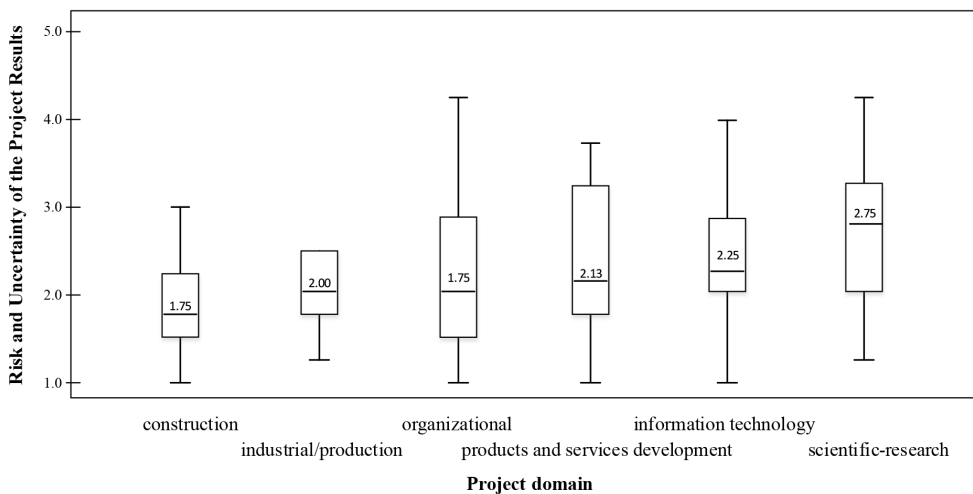 Risk and Uncertainty of the Project Results
5.0
4.0
3.0
2.0
1.0
1.75
2.00
1.75
2.13
2.25
2.75
construction
organizational
information technology
industrial/production
products and services development
scientific-research
Project domain